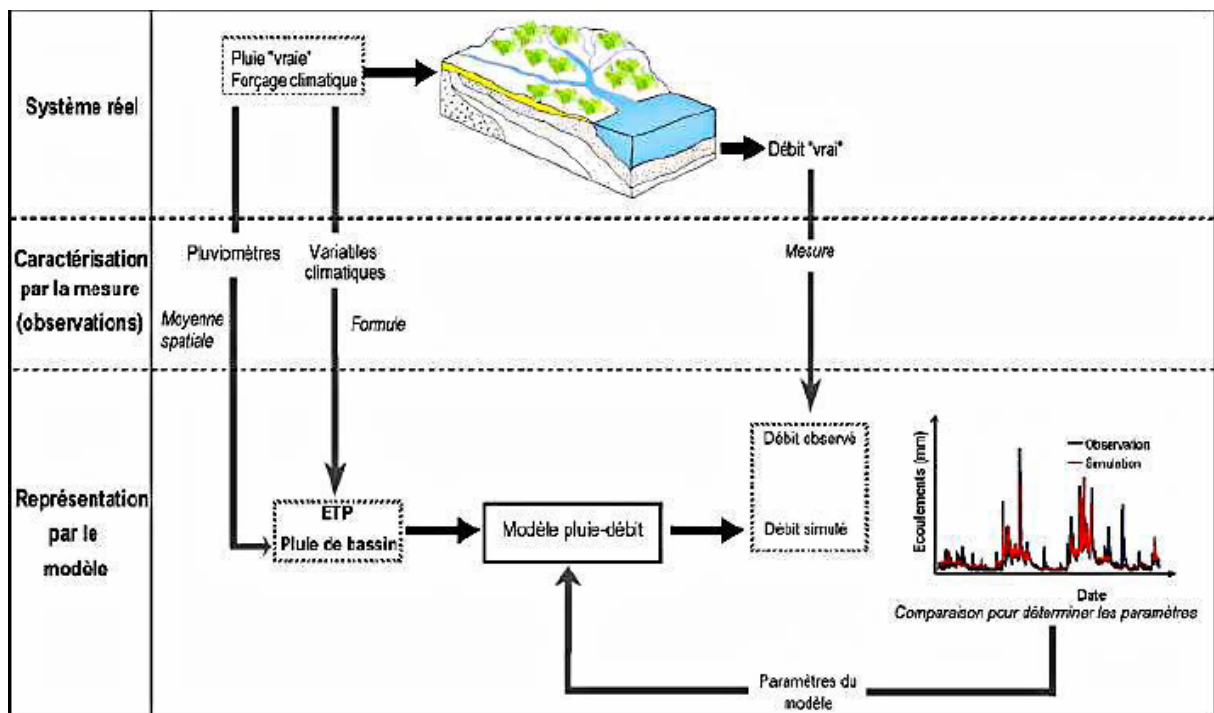 Système réel
Pluie "vraie"
Forçage climatique
Débit "vrai"
Caractérisation
par la mesure
(observations)
Pluviomètres
Variables
climatiques
Mesure
Moyenne
spatiale
Formule
Représentation
par le
modèle
ETP
Pluie de bassin
Modèle pluie-débit
Débit observé
Débit simulé
Ecoulements (mm)
Observation
Simulation
Date
Comparaison pour déterminer les paramètres
Paramètres du
modèle